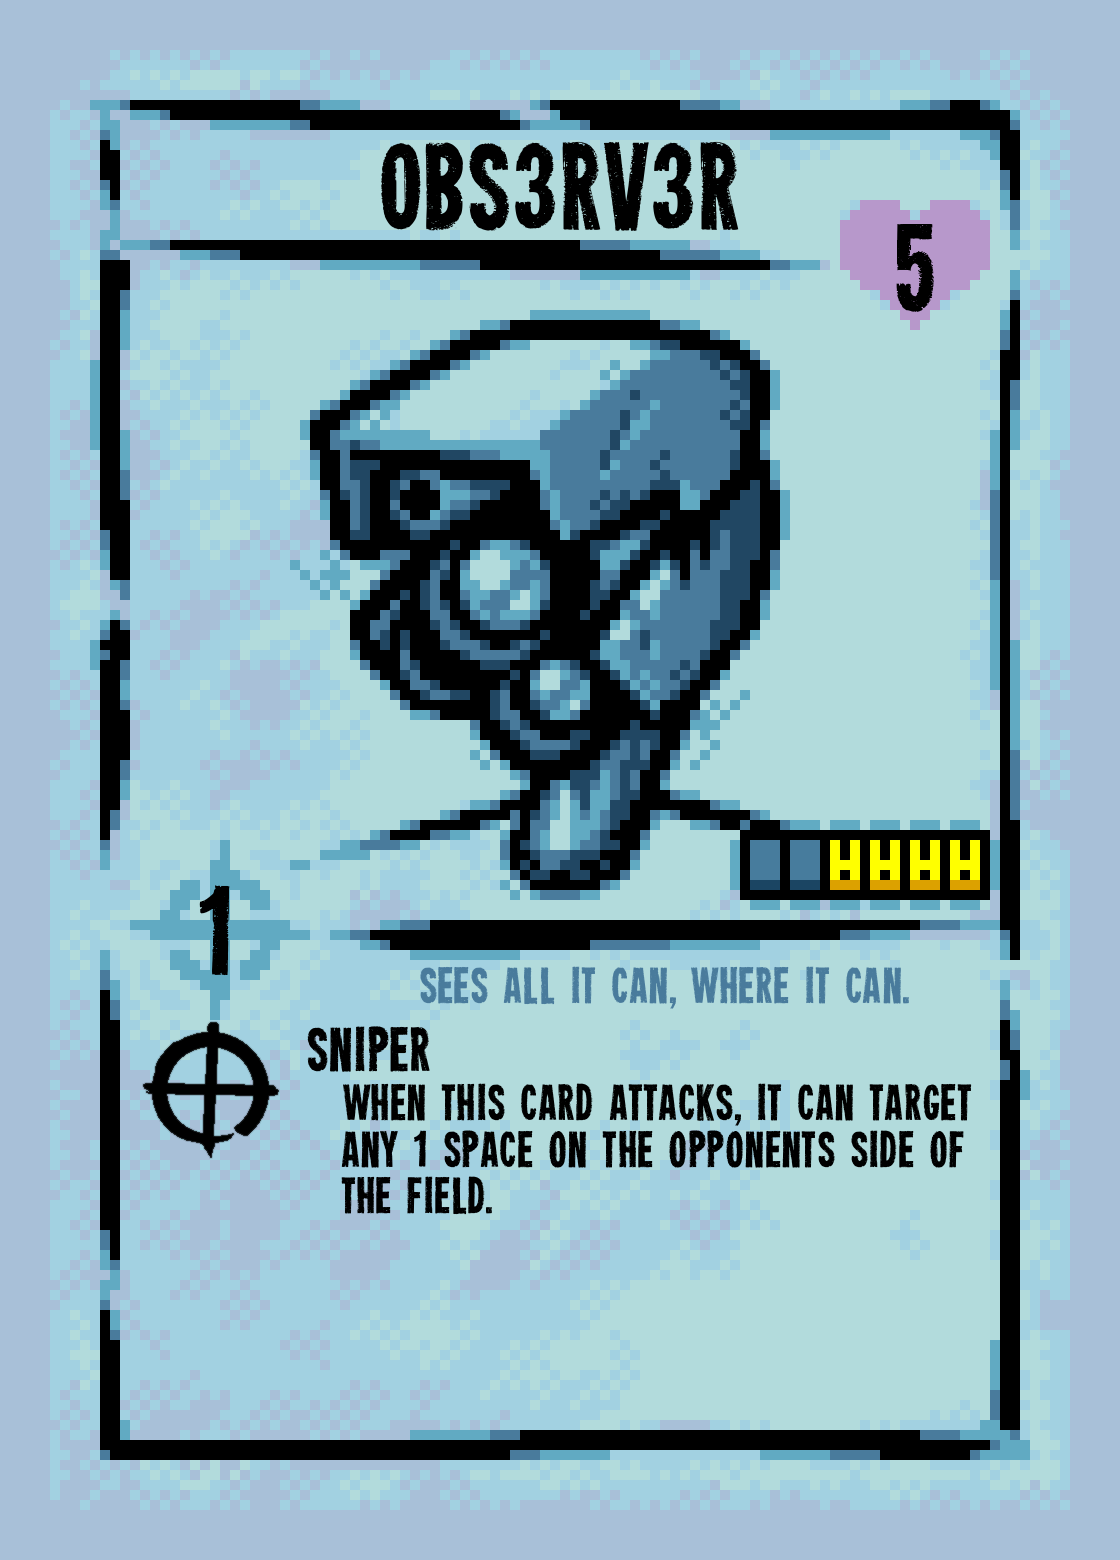 OBS3RV3R
5
1
SEES ALL IT CAN, WHERE IT CAN.
SNIPER
WHEN THIS CARD ATTACKS, IT CAN TARGET
ANY 1 SPACE ON THE OPPONENTS SIDE OF
THE FIELD.